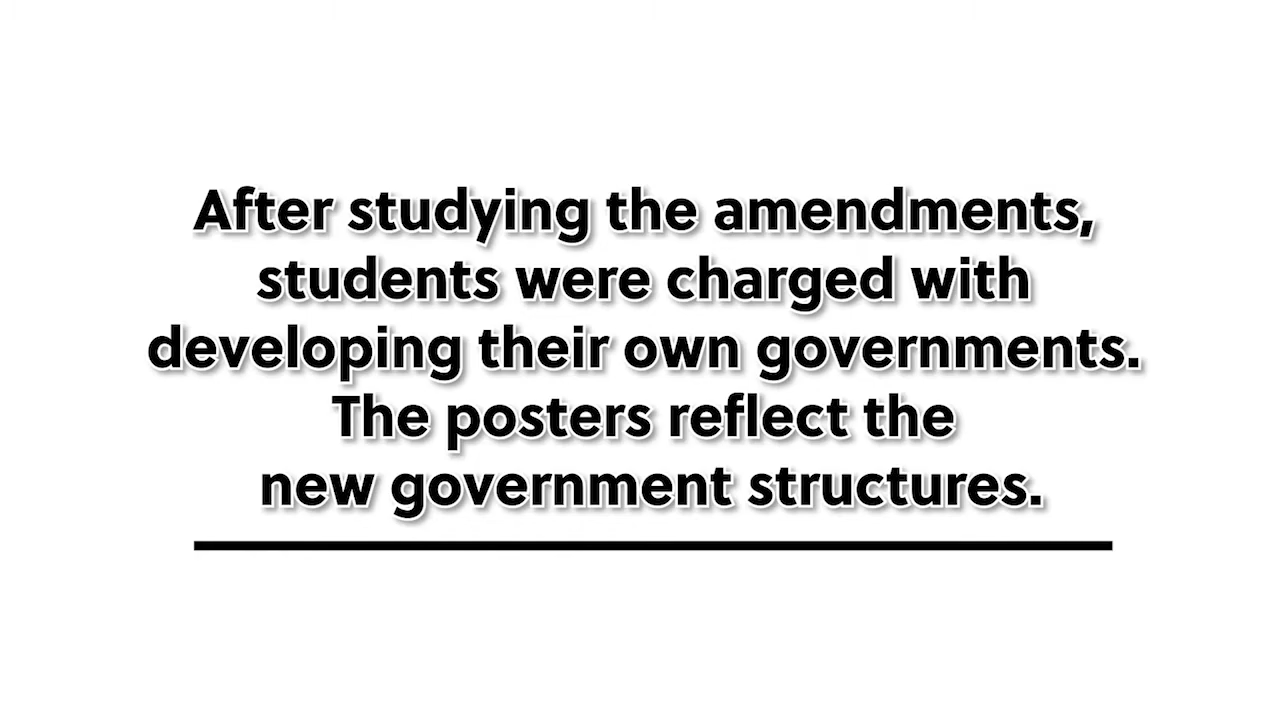 After studying the amendments,
students were charged with
developing their own governments.
The posters reflect the
new government structures.